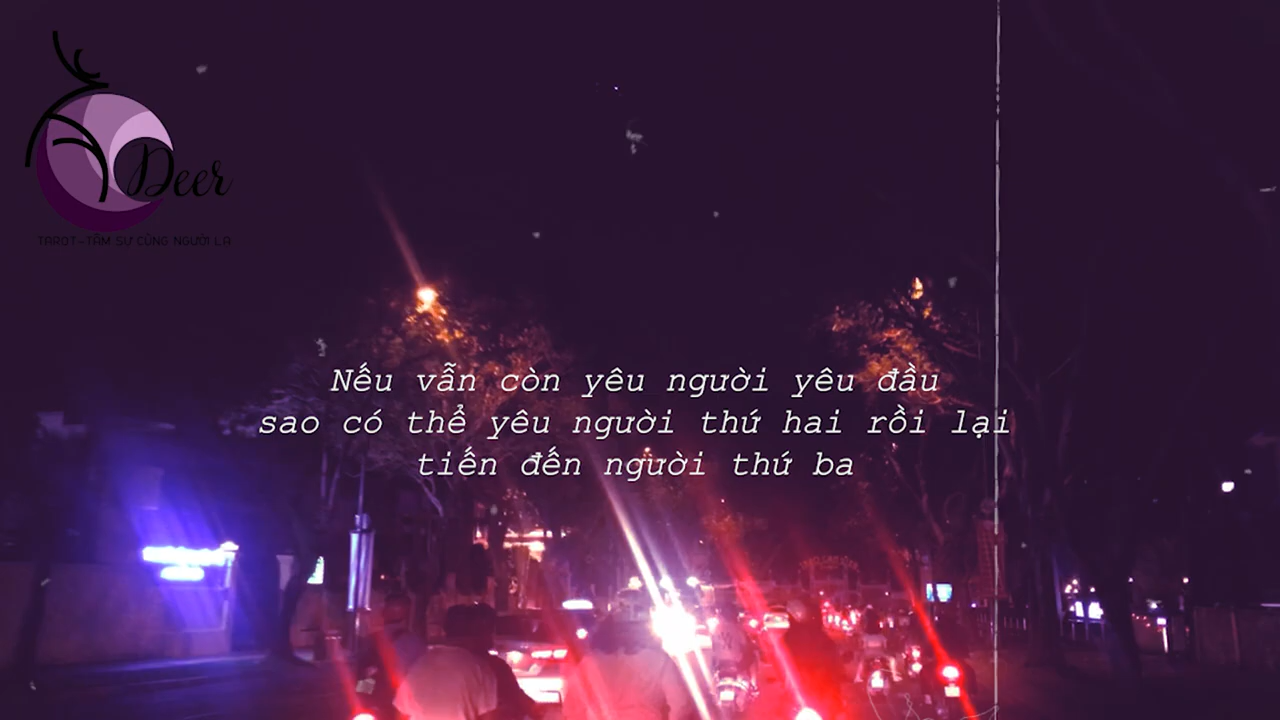 Deer
TAROT-TÂM SỰ CÙNG NGƯỜI LẠ
Nếu vẫn còn yêu người yêu đầu
sao có thể yêu người thứ hai rồi lại
tiến đến người thứ ba